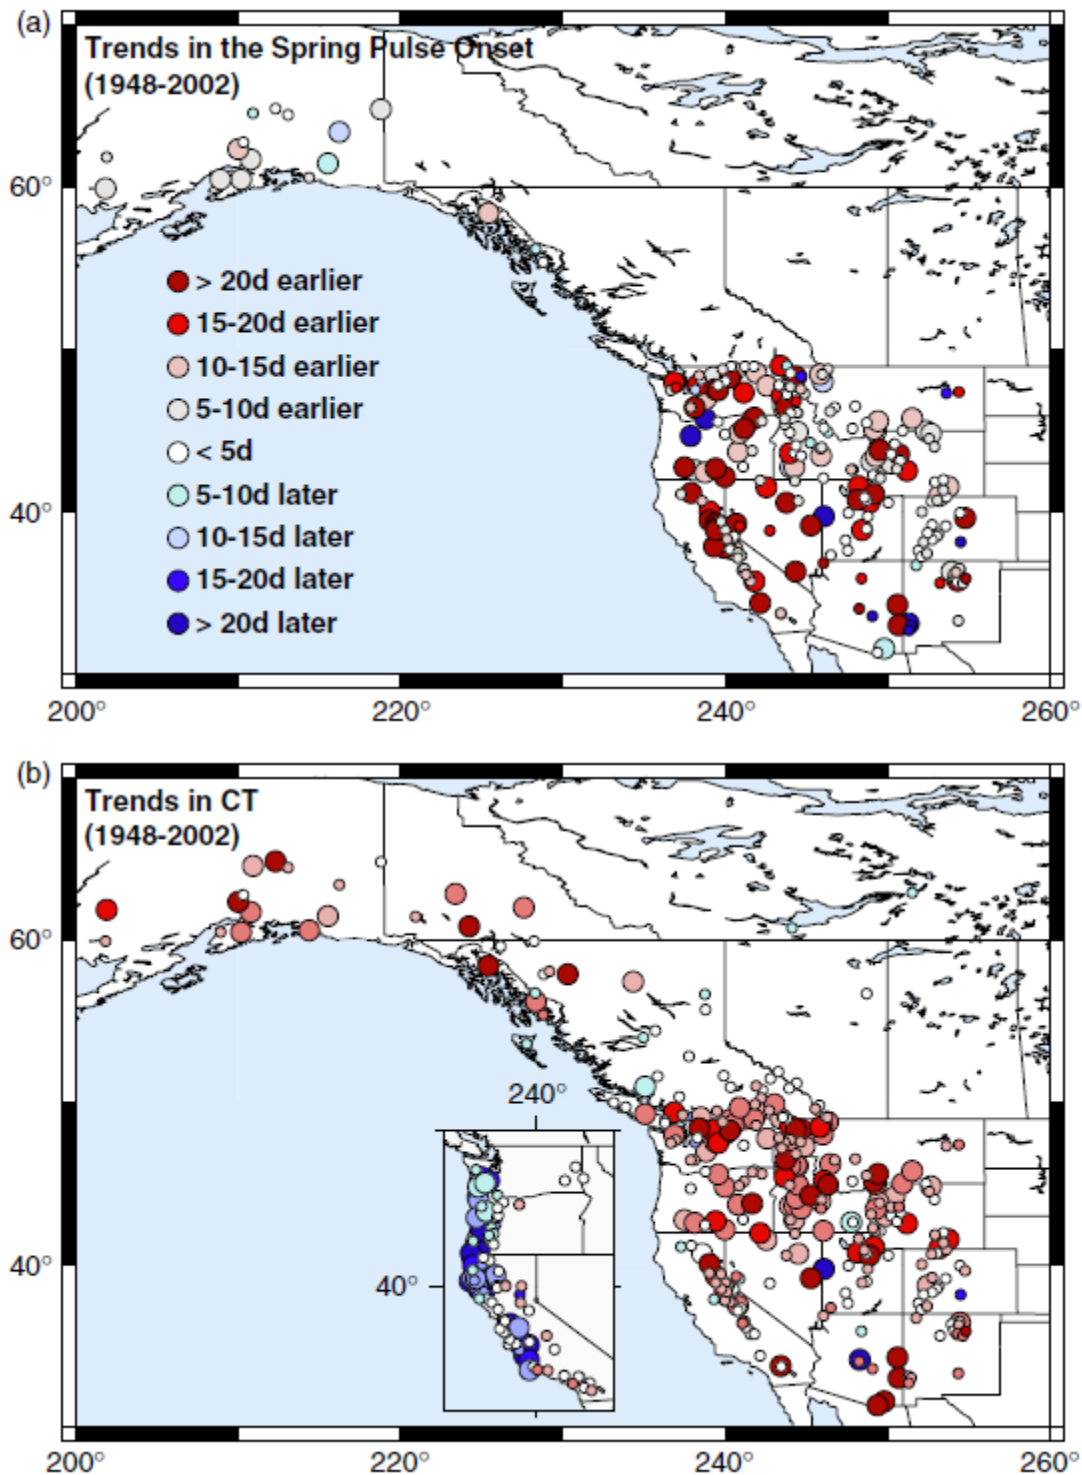 (a)
Trends in the Spring Pulse Onset
(1948-2002)
60°
> 20d earlier
15-20d earlier
10-15d earlier
5-10d earlier
< 5d
5-10d later
10-15d later
15-20d later
> 20d later
40°
200°
220°
240°
260°
(b)
Trends in CT
(1948-2002)
60°
240°
40°
40°
200°
220°
240°
260°